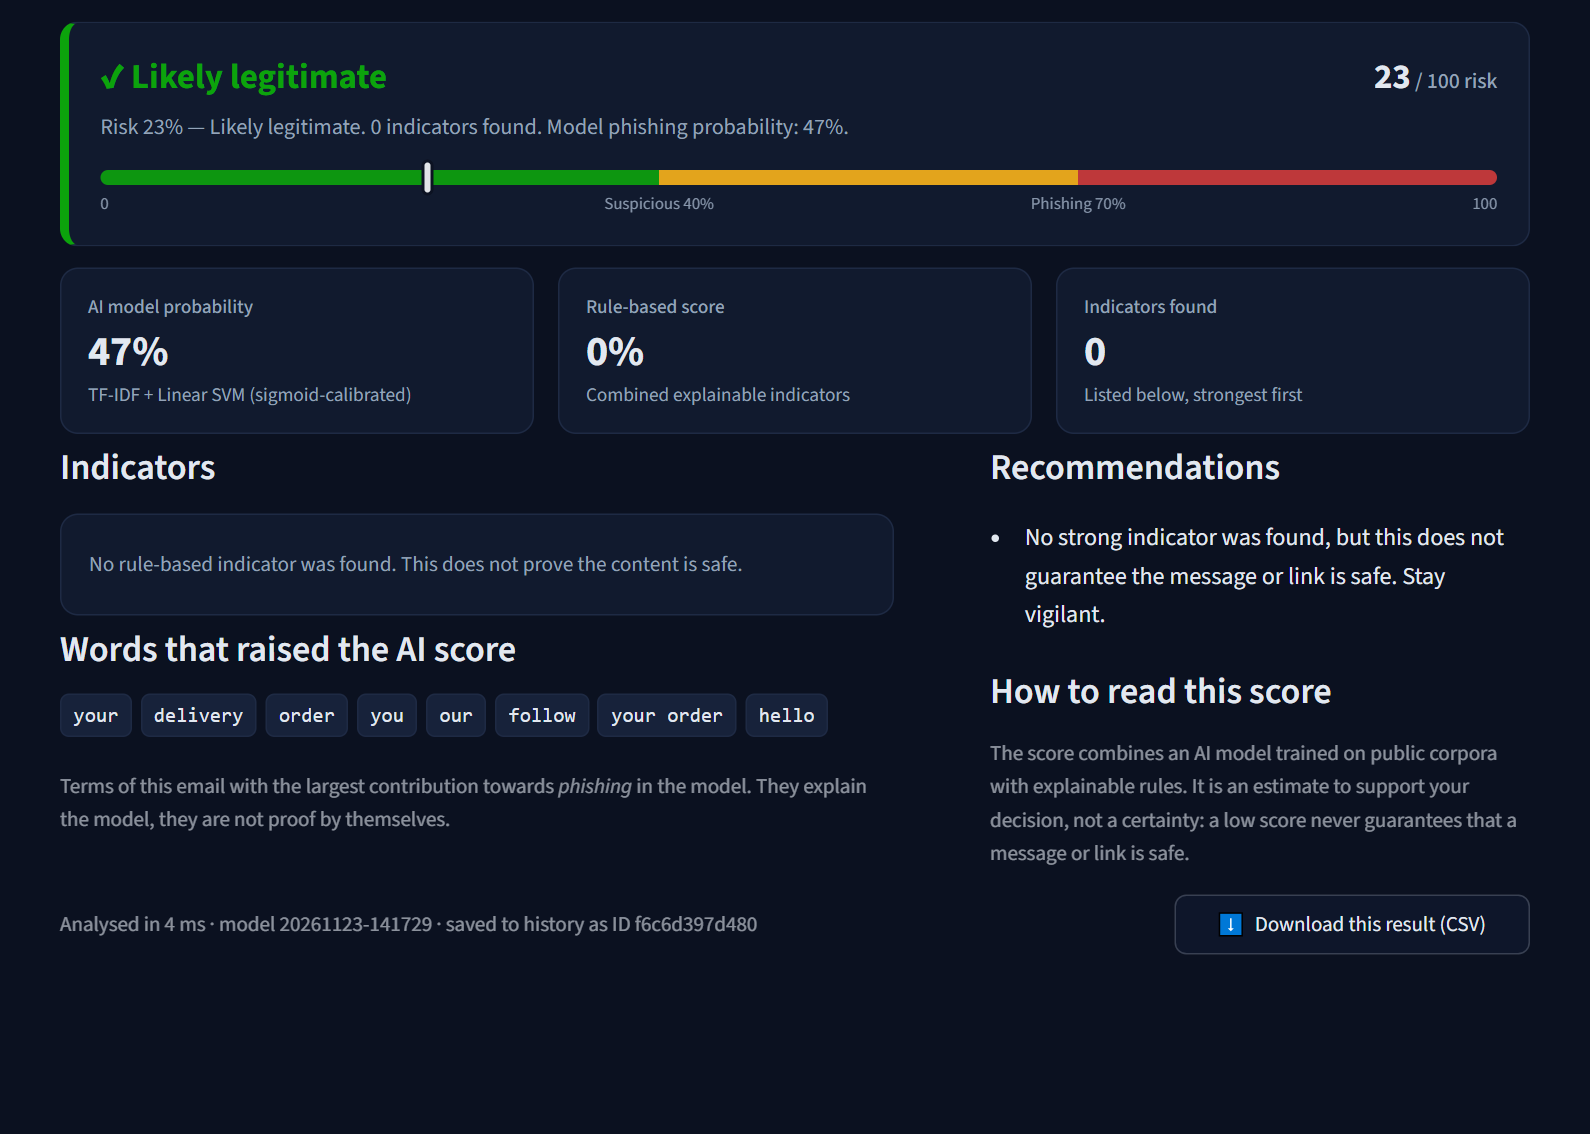 ✔ Likely legitimate
23 / 100 risk
Risk 23% — Likely legitimate. 0 indicators found. Model phishing probability: 47%.
0
Suspicious 40%
Phishing 70%
100
AI model probability
47%
TF-IDF + Linear SVM (sigmoid-calibrated)
Rule-based score
0%
Combined explainable indicators
Indicators found
0
Listed below, strongest first
Indicators
No rule-based indicator was found. This does not prove the content is safe.
Words that raised the AI score
your delivery order you our follow your order hello
Terms of this email with the largest contribution towards phishing in the model. They explain
the model, they are not proof by themselves.
Recommendations
• No strong indicator was found, but this does not
guarantee the message or link is safe. Stay
vigilant.
How to read this score
The score combines an AI model trained on public corpora
with explainable rules. It is an estimate to support your
decision, not a certainty: a low score never guarantees that a
message or link is safe.
Analysed in 4 ms · model 20261123-141729 · saved to history as ID f6c6d397d480
⬇ Download this result (CSV)